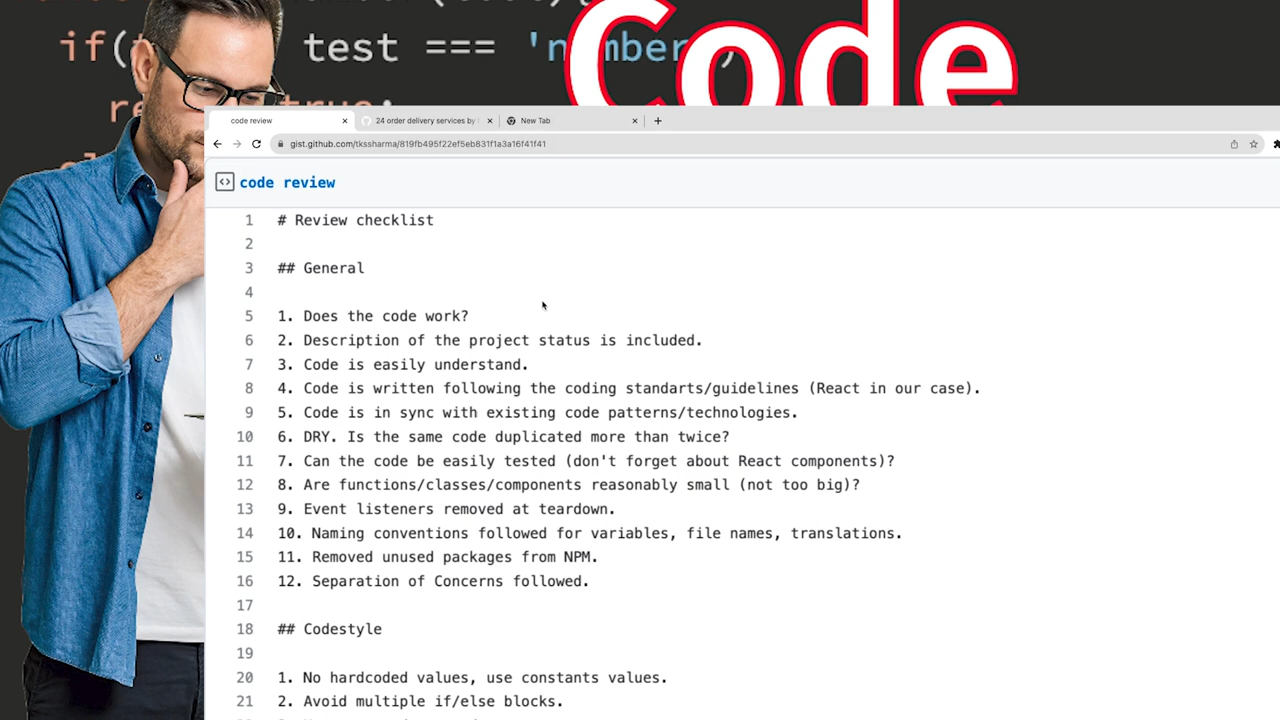 if( test === 'number
Code
re true;
code review
24 order delivery services by
New Tab
gist.github.com/tkssharma/819fb495f22ef5eb831f1a3a16f41f41
code review
1 # Review checklist
2
3 ## General
4
5 1. Does the code work?
6 2. Description of the project status is included.
7 3. Code is easily understand.
8 4. Code is written following the coding standarts/guidelines (React in our case).
9 5. Code is in sync with existing code patterns/technologies.
10 6. DRY. Is the same code duplicated more than twice?
11 7. Can the code be easily tested (don't forget about React components)?
12 8. Are functions/classes/components reasonably small (not too big)?
13 9. Event listeners removed at teardown.
14 10. Naming conventions followed for variables, file names, translations.
15 11. Removed unused packages from NPM.
16 12. Separation of Concerns followed.
17
18 ## Codestyle
19
20 1. No hardcoded values, use constants values.
21 2. Avoid multiple if/else blocks.